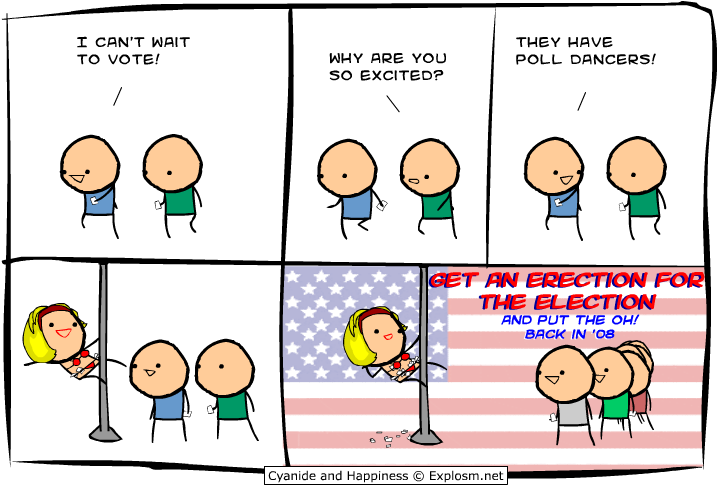 I CAN'T WAIT
TO VOTE!
WHY ARE YOU
SO EXCITED?
THEY HAVE
POLL DANCERS!
GET AN ERECTION FOR
THE ELECTION
AND PUT THE OH!
BACK IN '08
Cyanide and Happiness © Explosm.net